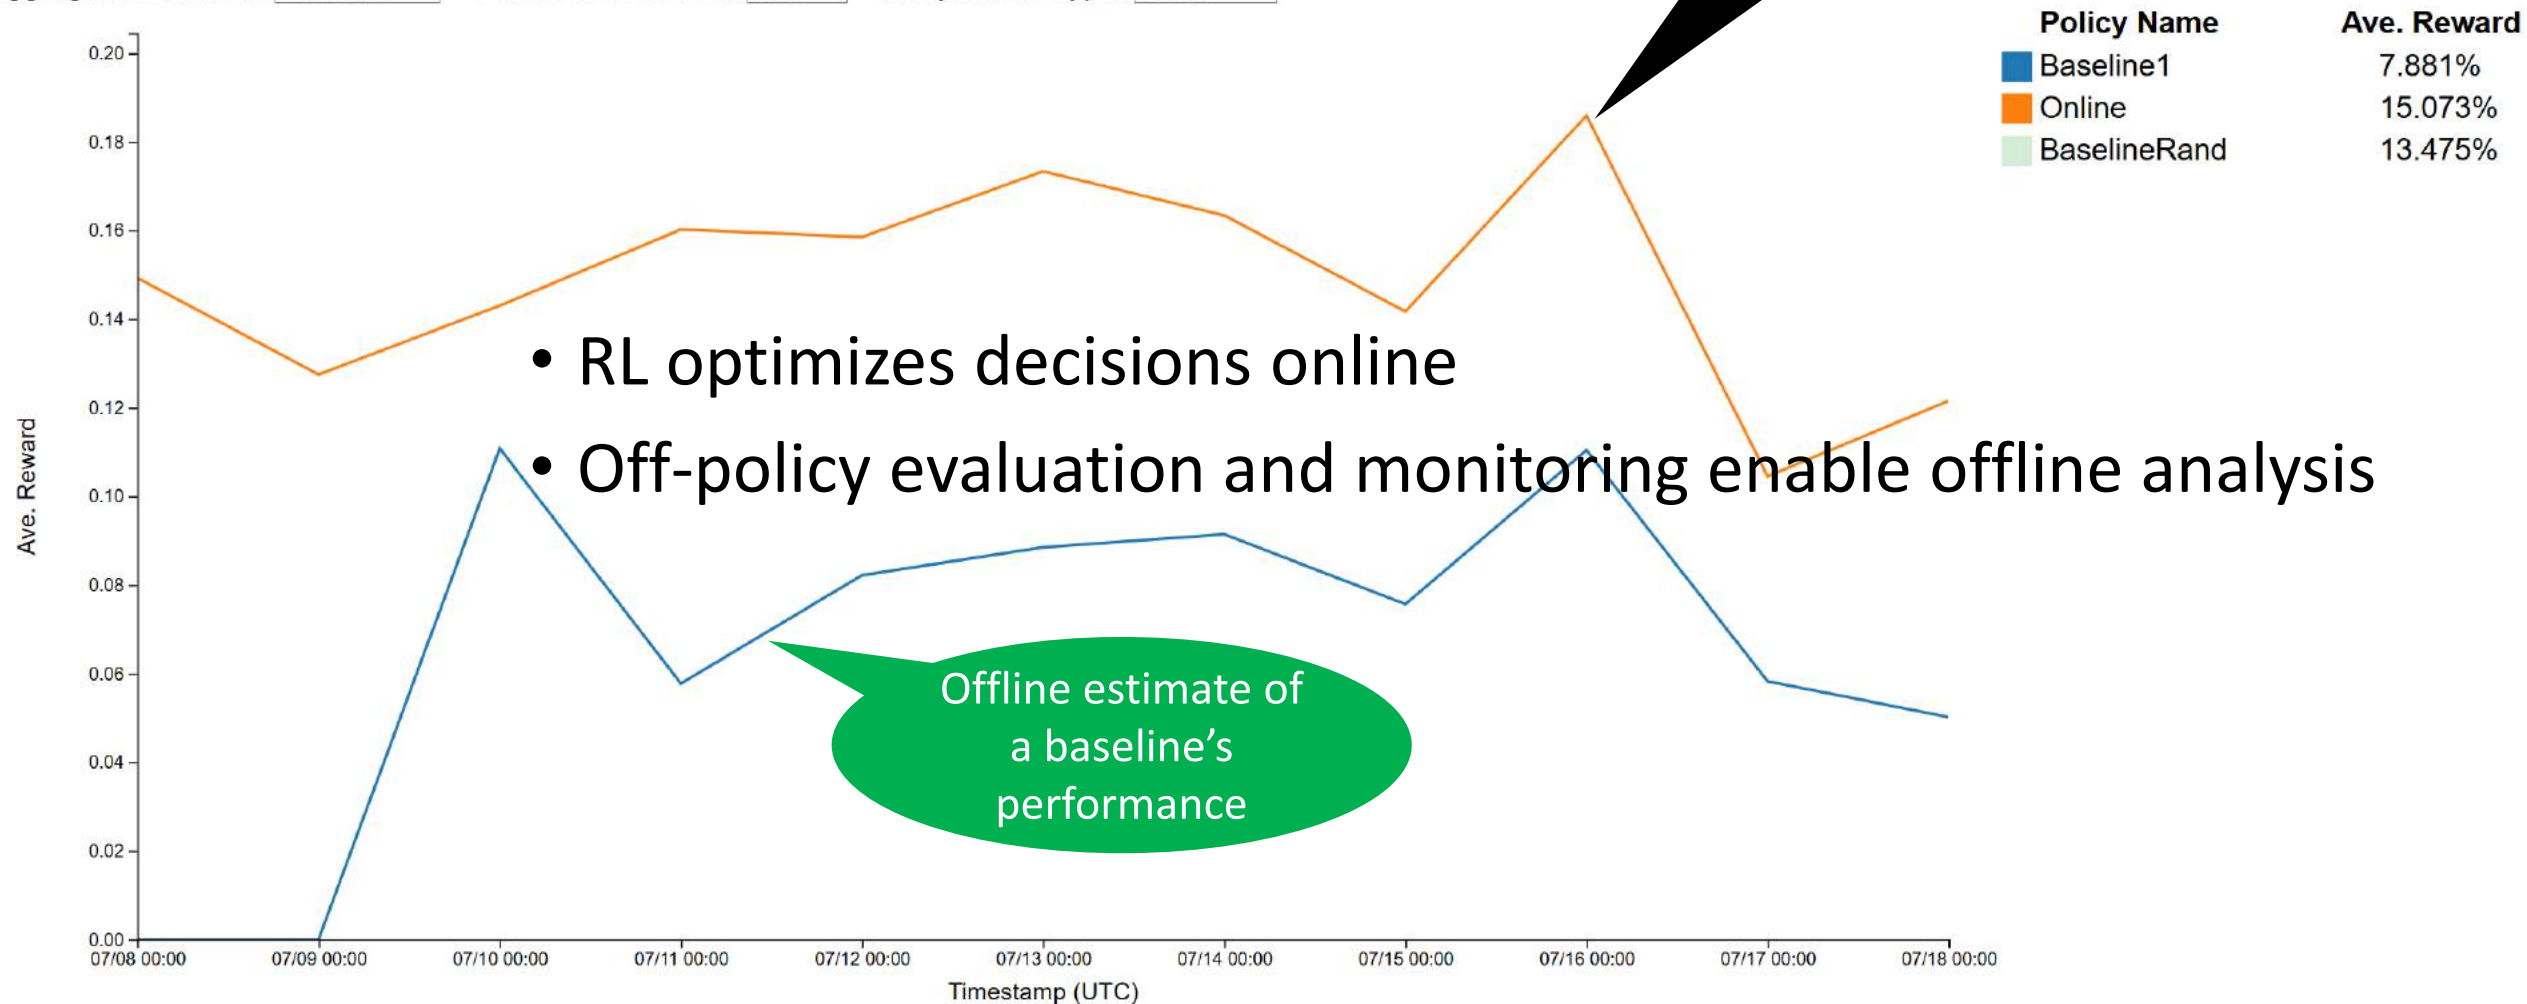 Policy Name Ave. Reward
Baseline1 7.881%
Online 15.073%
BaselineRand 13.475%
0.20
0.18
0.16
0.14
0.12
0.10
0.08
0.06
0.04
0.02
0.00
Ave. Reward
• RL optimizes decisions online
• Off-policy evaluation and monitoring enable offline analysis
Offline estimate of
a baseline’s
performance
07/08 00:00 07/09 00:00 07/10 00:00 07/11 00:00 07/12 00:00 07/13 00:00 07/14 00:00 07/15 00:00 07/16 00:00 07/17 00:00 07/18 00:00
Timestamp (UTC)